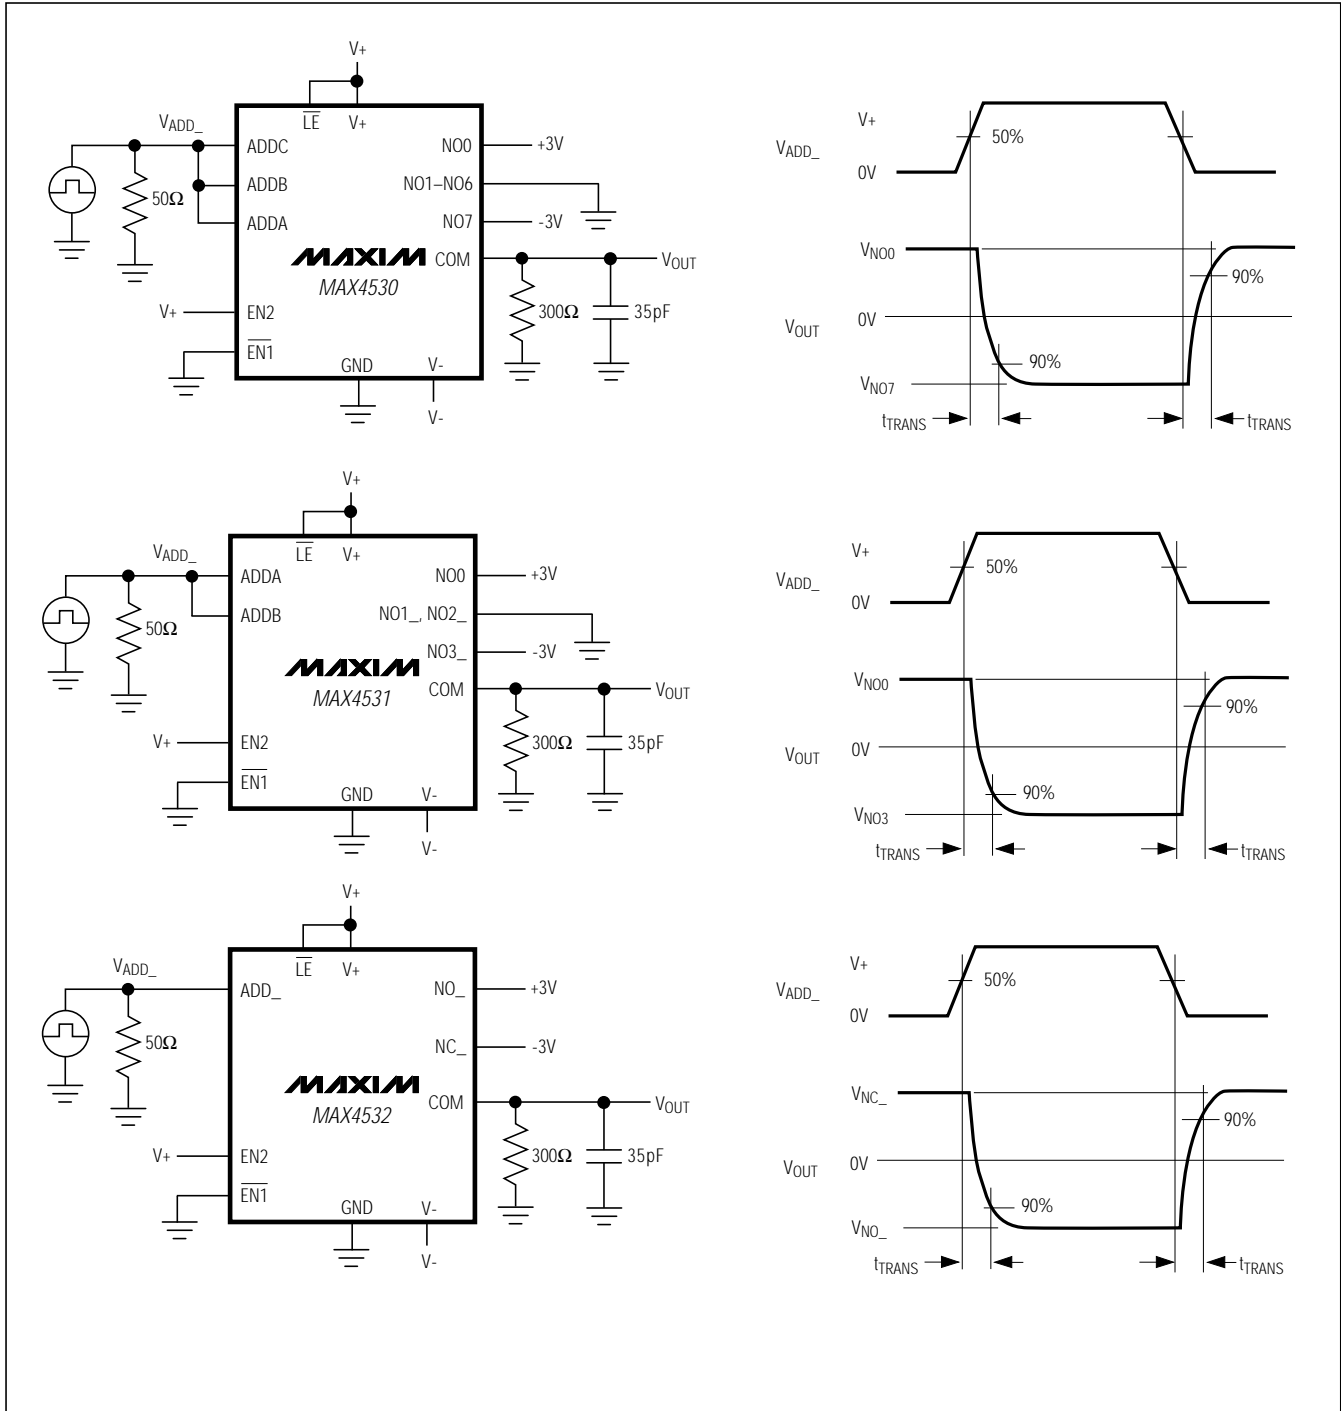 V+
LE V+
VADD_
ADDC
ADDB
ADDA
50Ω
NO0 +3V
NO1–NO6
NO7 -3V
MAXIM
MAX4530
COM
VOUT
300Ω
35pF
V+ EN2
EN1
GND V-
V-
V+
VADD_
0V
50%
VNO0
90%
VOUT
0V
90%
VNO7
tTRANS
tTRANS
V+
LE V+
VADD_
ADDA
ADDB
50Ω
NO0 +3V
NO1_, NO2_
NO3_ -3V
MAXIM
MAX4531
COM
VOUT
300Ω
35pF
V+ EN2
EN1
GND V-
V-
V+
VADD_
0V
50%
VNO0
90%
VOUT
0V
90%
VNO3
tTRANS
tTRANS
V+
LE V+
VADD_
ADD_
50Ω
NO_ +3V
NC_ -3V
MAXIM
MAX4532
COM
VOUT
300Ω
35pF
V+ EN2
EN1
GND V-
V-
V+
VADD_
0V
50%
VNC_
90%
VOUT
0V
90%
VNO_
tTRANS
tTRANS